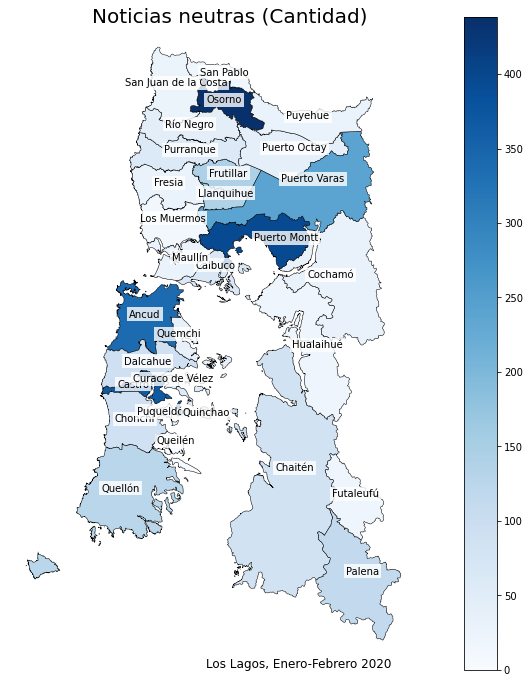 Noticias neutras (Cantidad)
San Pablo
San Juan de la Costa
Osorno
Puyehue
Río Negro
Purranque
Puerto Octay
Frutillar
Puerto Varas
Fresia
Llanquihue
Los Muermos
Puerto Montt
Maullín
Calbuco
Cochamó
Ancud
Quemchi
Hualaihué
Dalcahue
Curaco de Vélez
Castro
Puqueldón
Quinchao
Chonchi
Queilén
Chaitén
Quellón
Futaleufú
Palena
400
350
300
250
200
150
100
50
0
Los Lagos, Enero-Febrero 2020